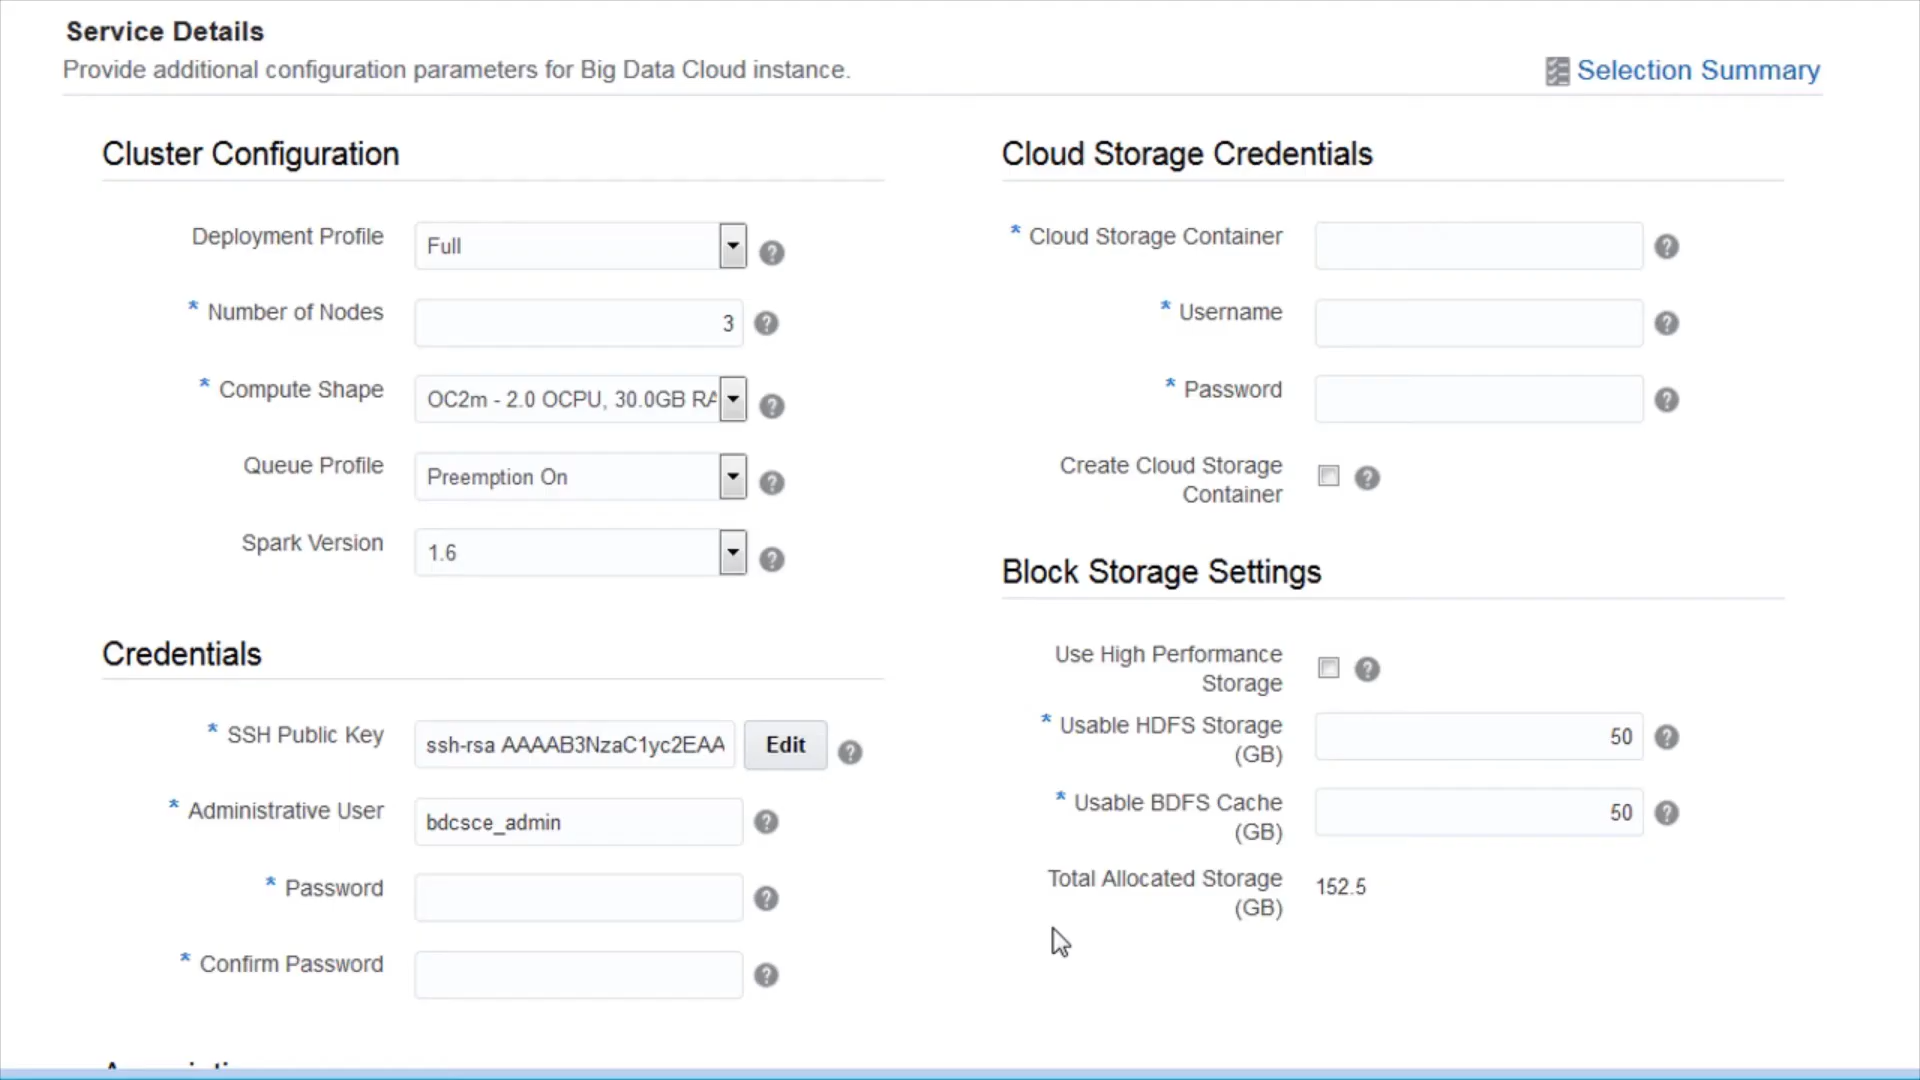 Service Details
Provide additional configuration parameters for Big Data Cloud instance.
Selection Summary
Cluster Configuration
Deployment Profile
Full
* Number of Nodes
3
* Compute Shape
OC2m - 2.0 OCPU, 30.0GB RA
Queue Profile
Preemption On
Spark Version
1.6
Credentials
* SSH Public Key
ssh-rsa AAAAB3NzaC1yc2EAA
Edit
* Administrative User
bdcsce_admin
* Password
* Confirm Password
Cloud Storage Credentials
* Cloud Storage Container
* Username
* Password
Create Cloud Storage
Container
Block Storage Settings
Use High Performance
Storage
* Usable HDFS Storage
(GB)
50
* Usable BDFS Cache
(GB)
50
Total Allocated Storage
(GB)
152.5